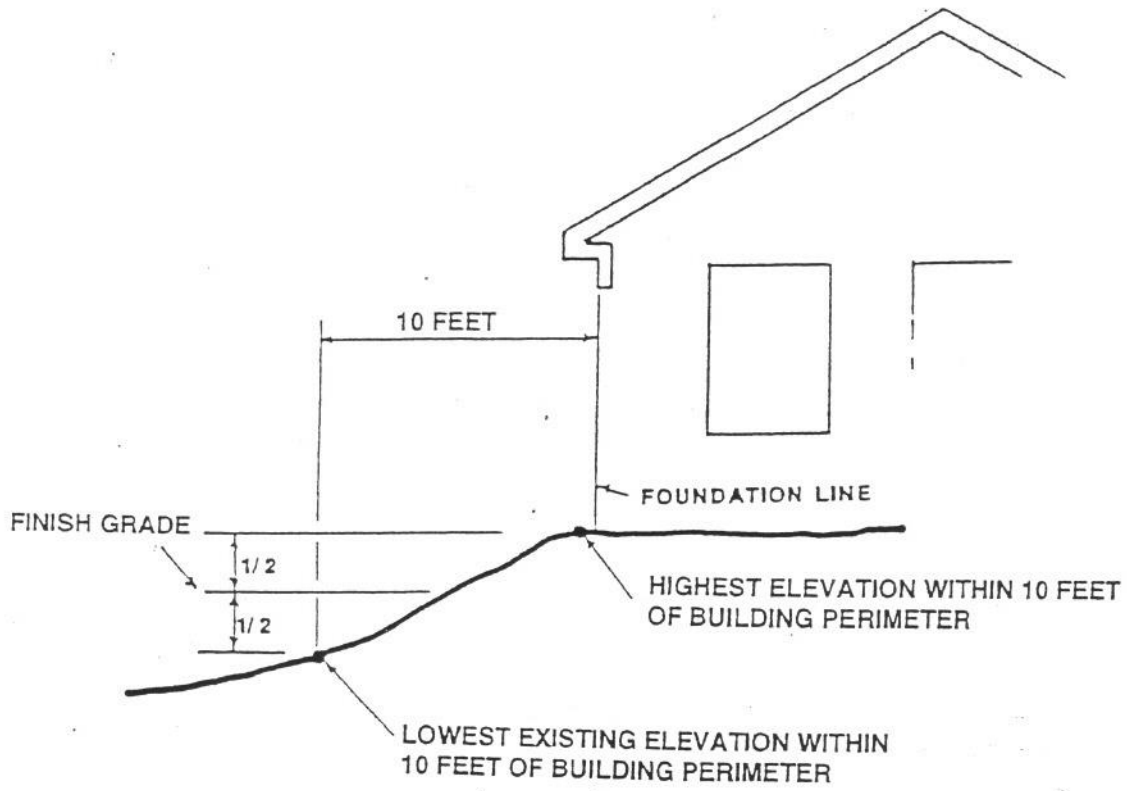 10 FEET
FOUNDATION LINE
FINISH GRADE
1/2
1/2
HIGHEST ELEVATION WITHIN 10 FEET
OF BUILDING PERIMETER
LOWEST EXISTING ELEVATION WITHIN
10 FEET OF BUILDING PERIMETER